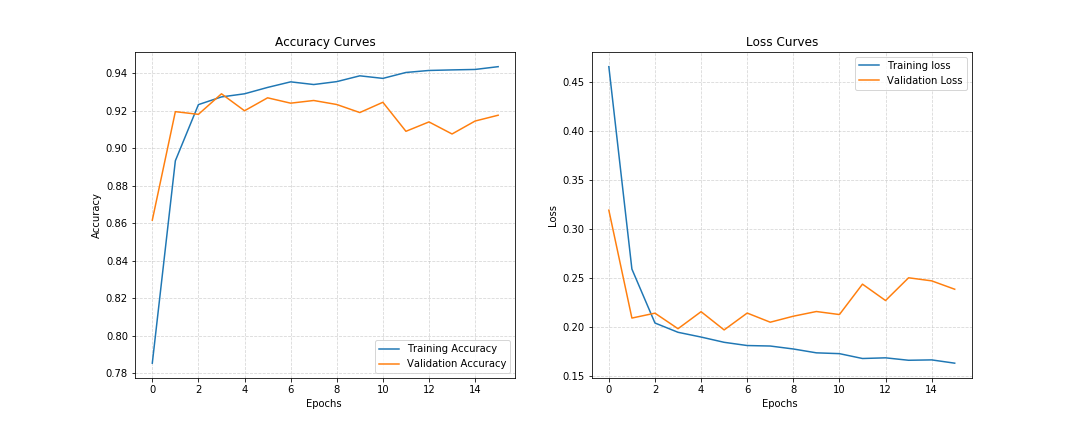 Accuracy Curves
0.94
0.92
0.90
0.88
0.86
0.84
0.82
0.80
0.78
Accuracy
0 2 4 6 8 10 12 14
Epochs
Training Accuracy
Validation Accuracy
Loss Curves
0.45
0.40
0.35
0.30
0.25
0.20
0.15
Loss
0 2 4 6 8 10 12 14
Epochs
Training loss
Validation Loss